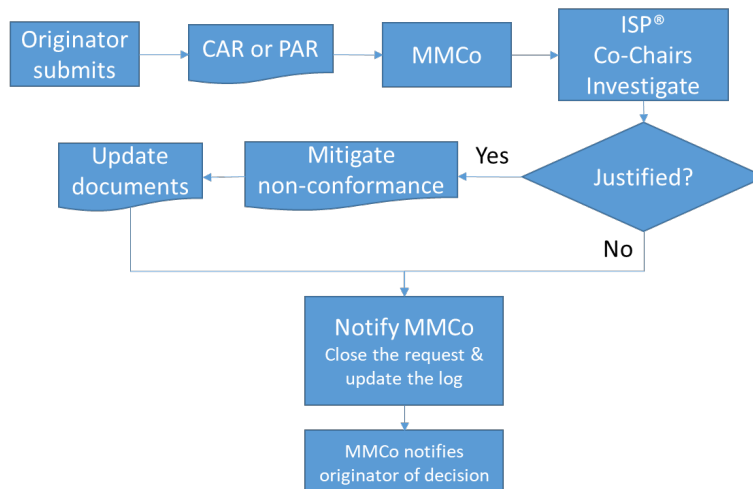 Originator
submits
CAR or PAR
MMCo
ISP®
Co-Chairs
Investigate
Update
documents
Mitigate
non-conformance
Yes
Justified?
No
Notify MMCo
Close the request &
update the log
MMCo notifies
originator of decision